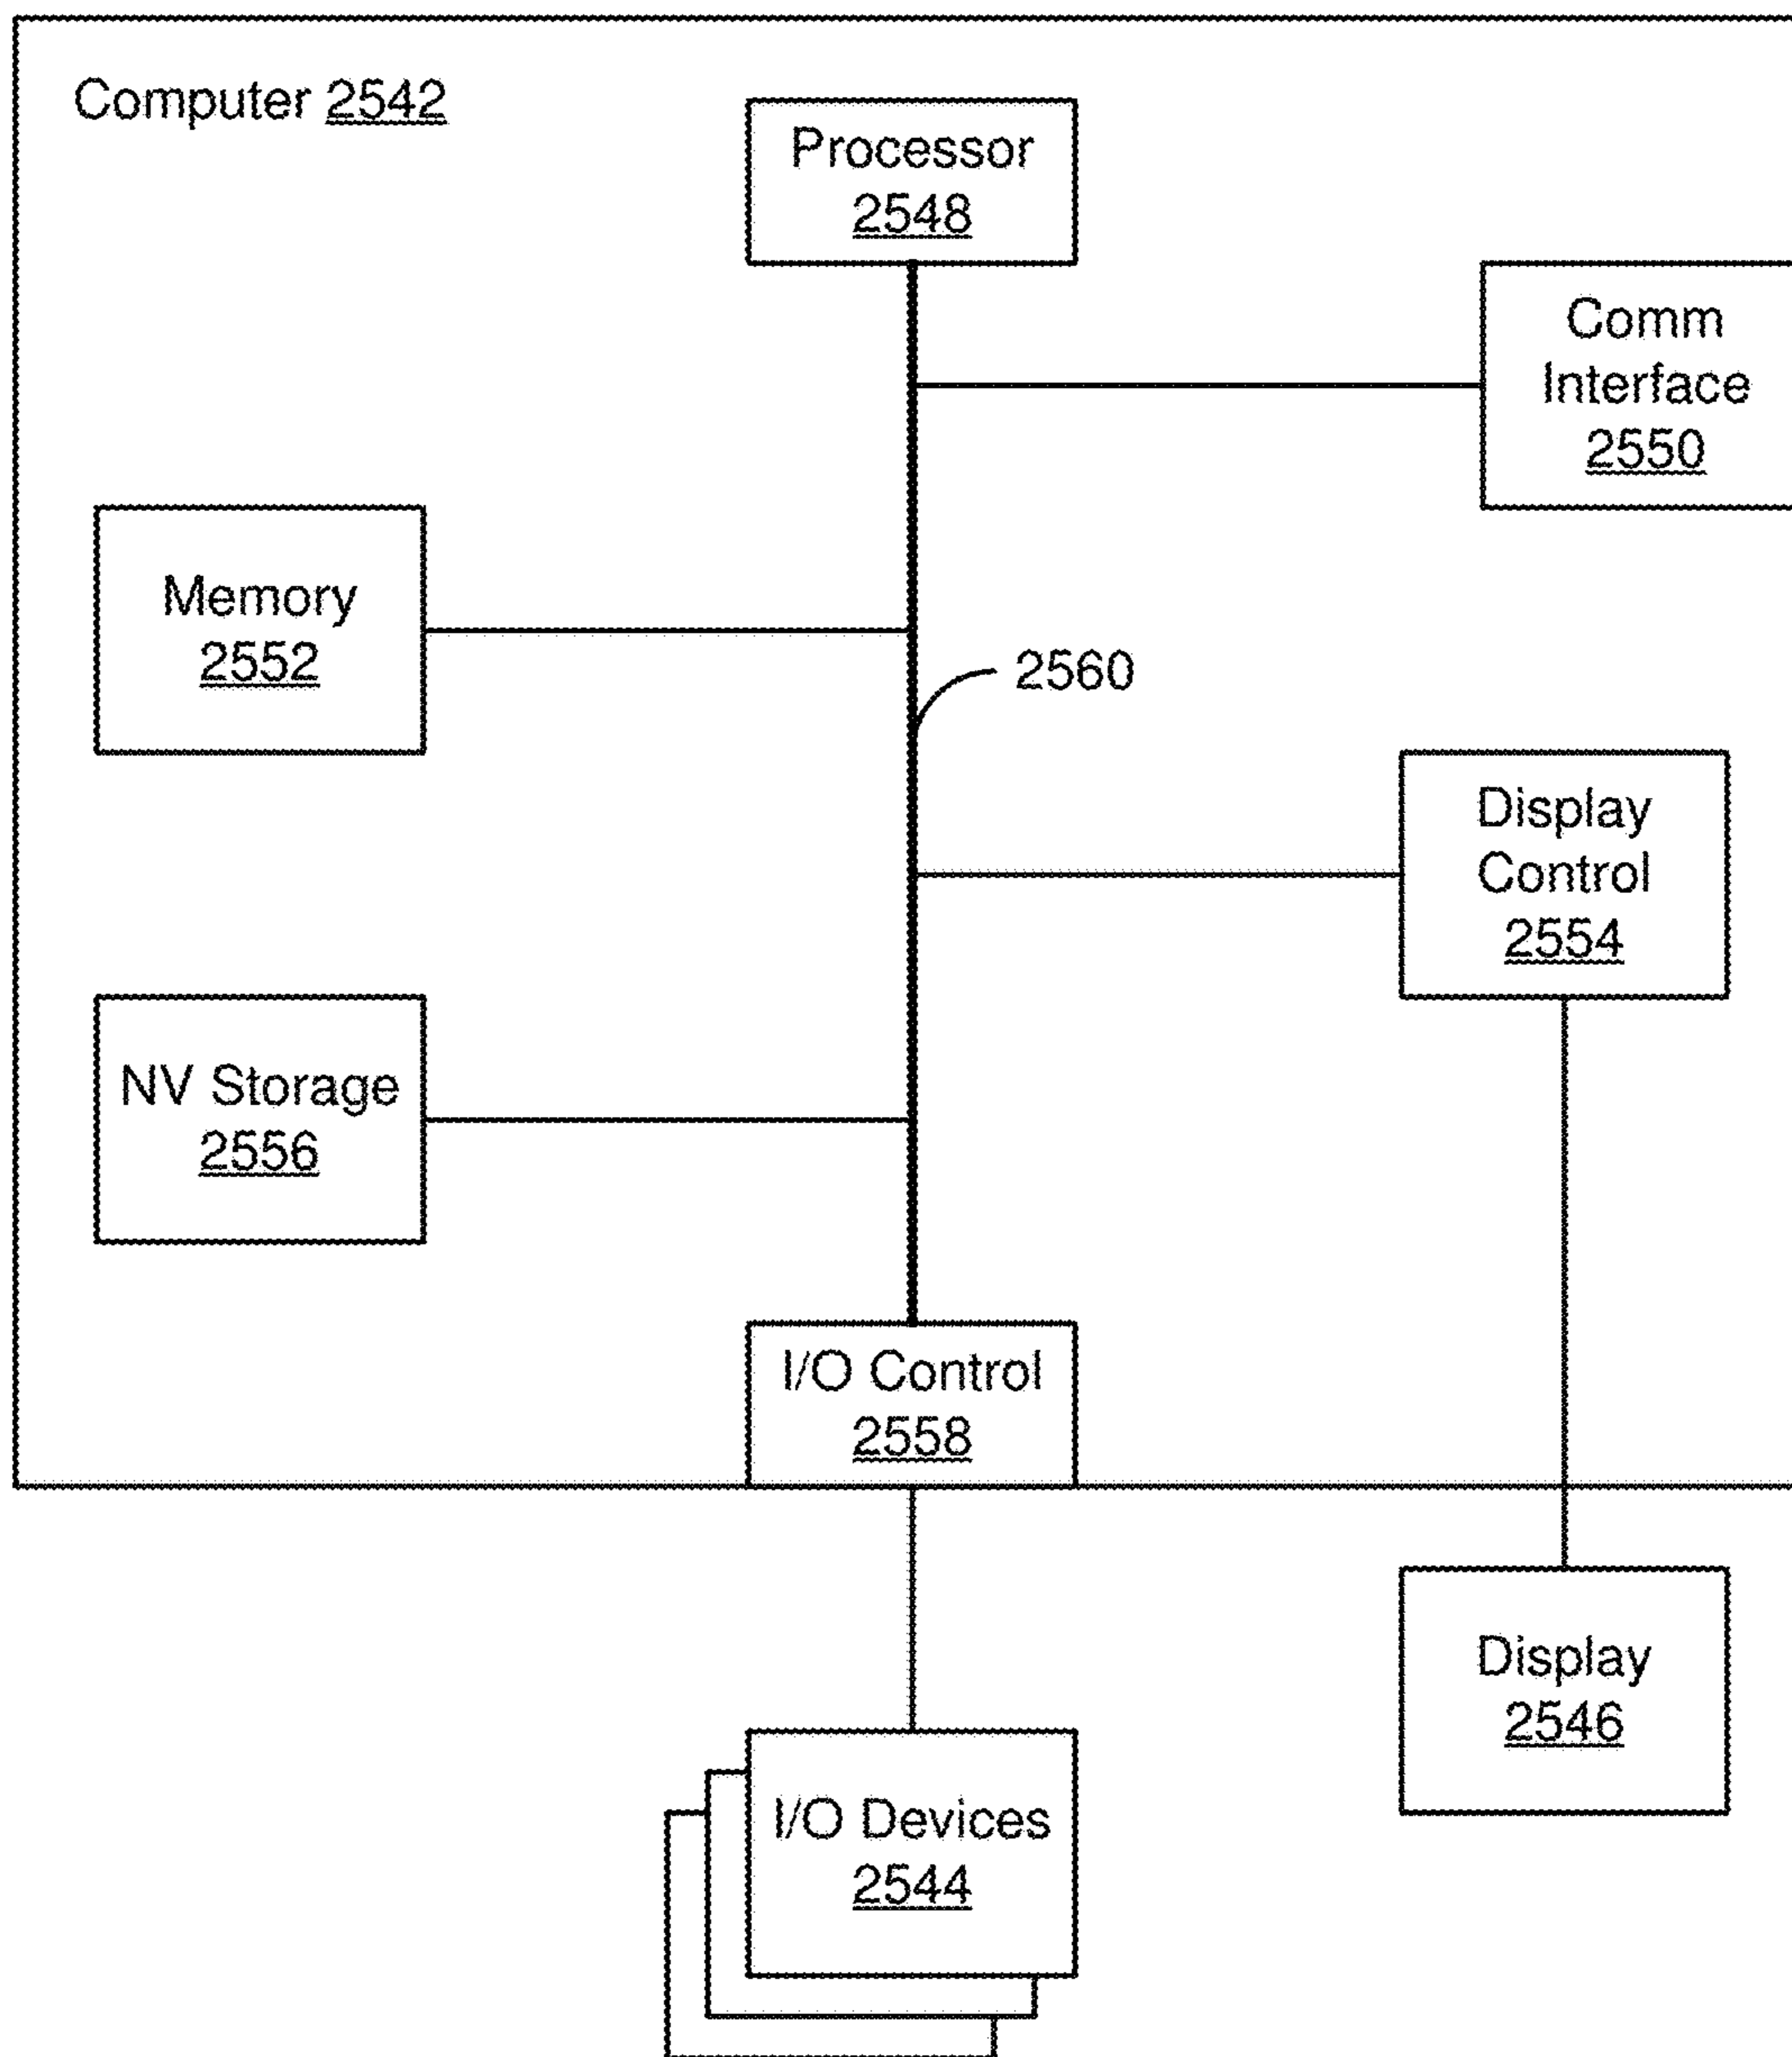 Computer 2542
Processor
2548
Comm
Interface
2550
Memory
2552
2560
Display
Control
2554
NV Storage
2556
I/O Control
2558
Display
2546
I/O Devices
2544